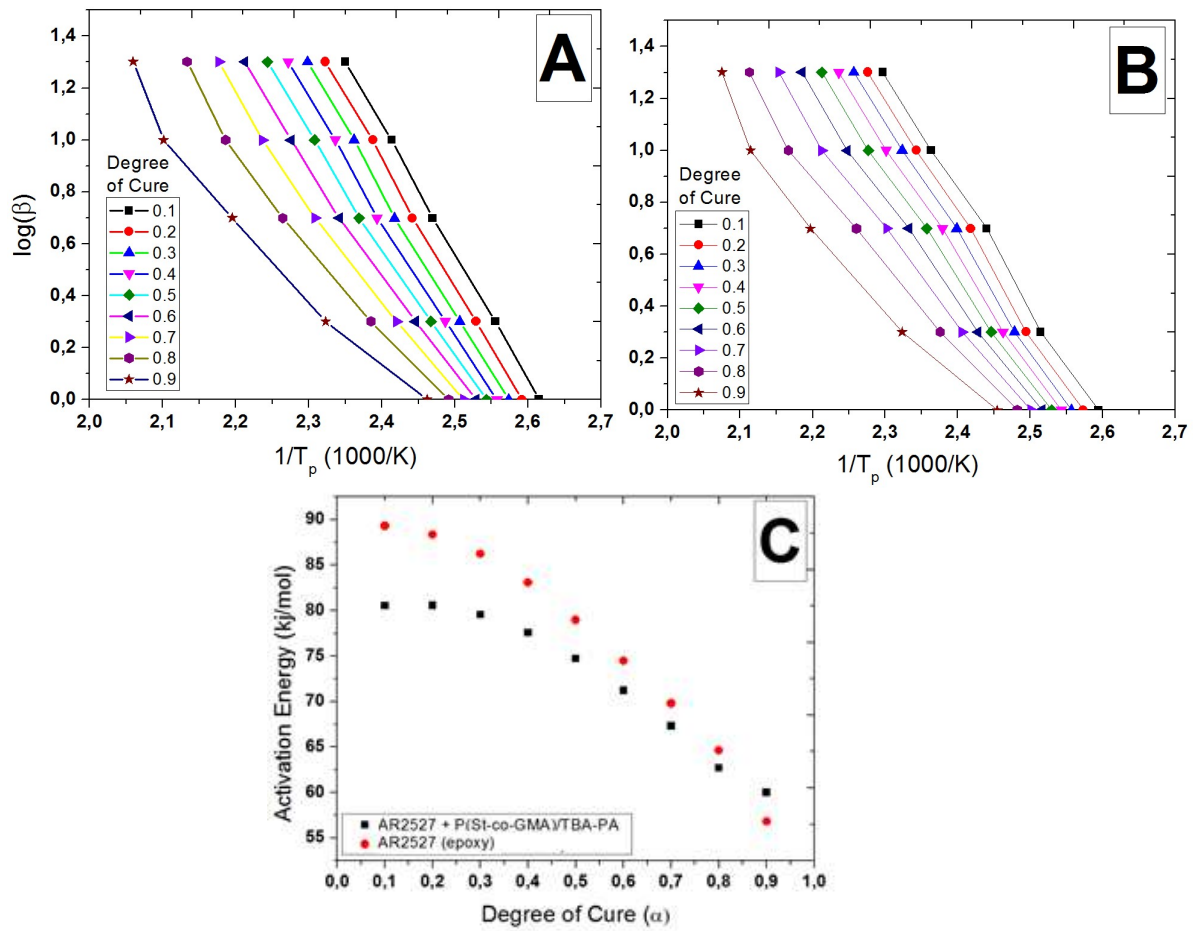 A
1,4
1,2
1,0
0,8
0,6
0,4
0,2
0,0
log(β)
Degree
of Cure
0.1
0.2
0.3
0.4
0.5
0.6
0.7
0.8
0.9
2,0 2,1 2,2 2,3 2,4 2,5 2,6 2,7
1/Tp (1000/K)
B
1,4
1,2
1,0
0,8
0,6
0,4
0,2
0,0
Degree
of Cure
0.1
0.2
0.3
0.4
0.5
0.6
0.7
0.8
0.9
2,0 2,1 2,2 2,3 2,4 2,5 2,6 2,7
1/Tp (1000/K)
C
90
85
80
75
70
65
60
55
Activation Energy (kj/mol)
AR2527 + P(St-co-GMA)/TBA-PA
AR2527 (epoxy)
0,0 0,1 0,2 0,3 0,4 0,5 0,6 0,7 0,8 0,9 1,0
Degree of Cure (α)